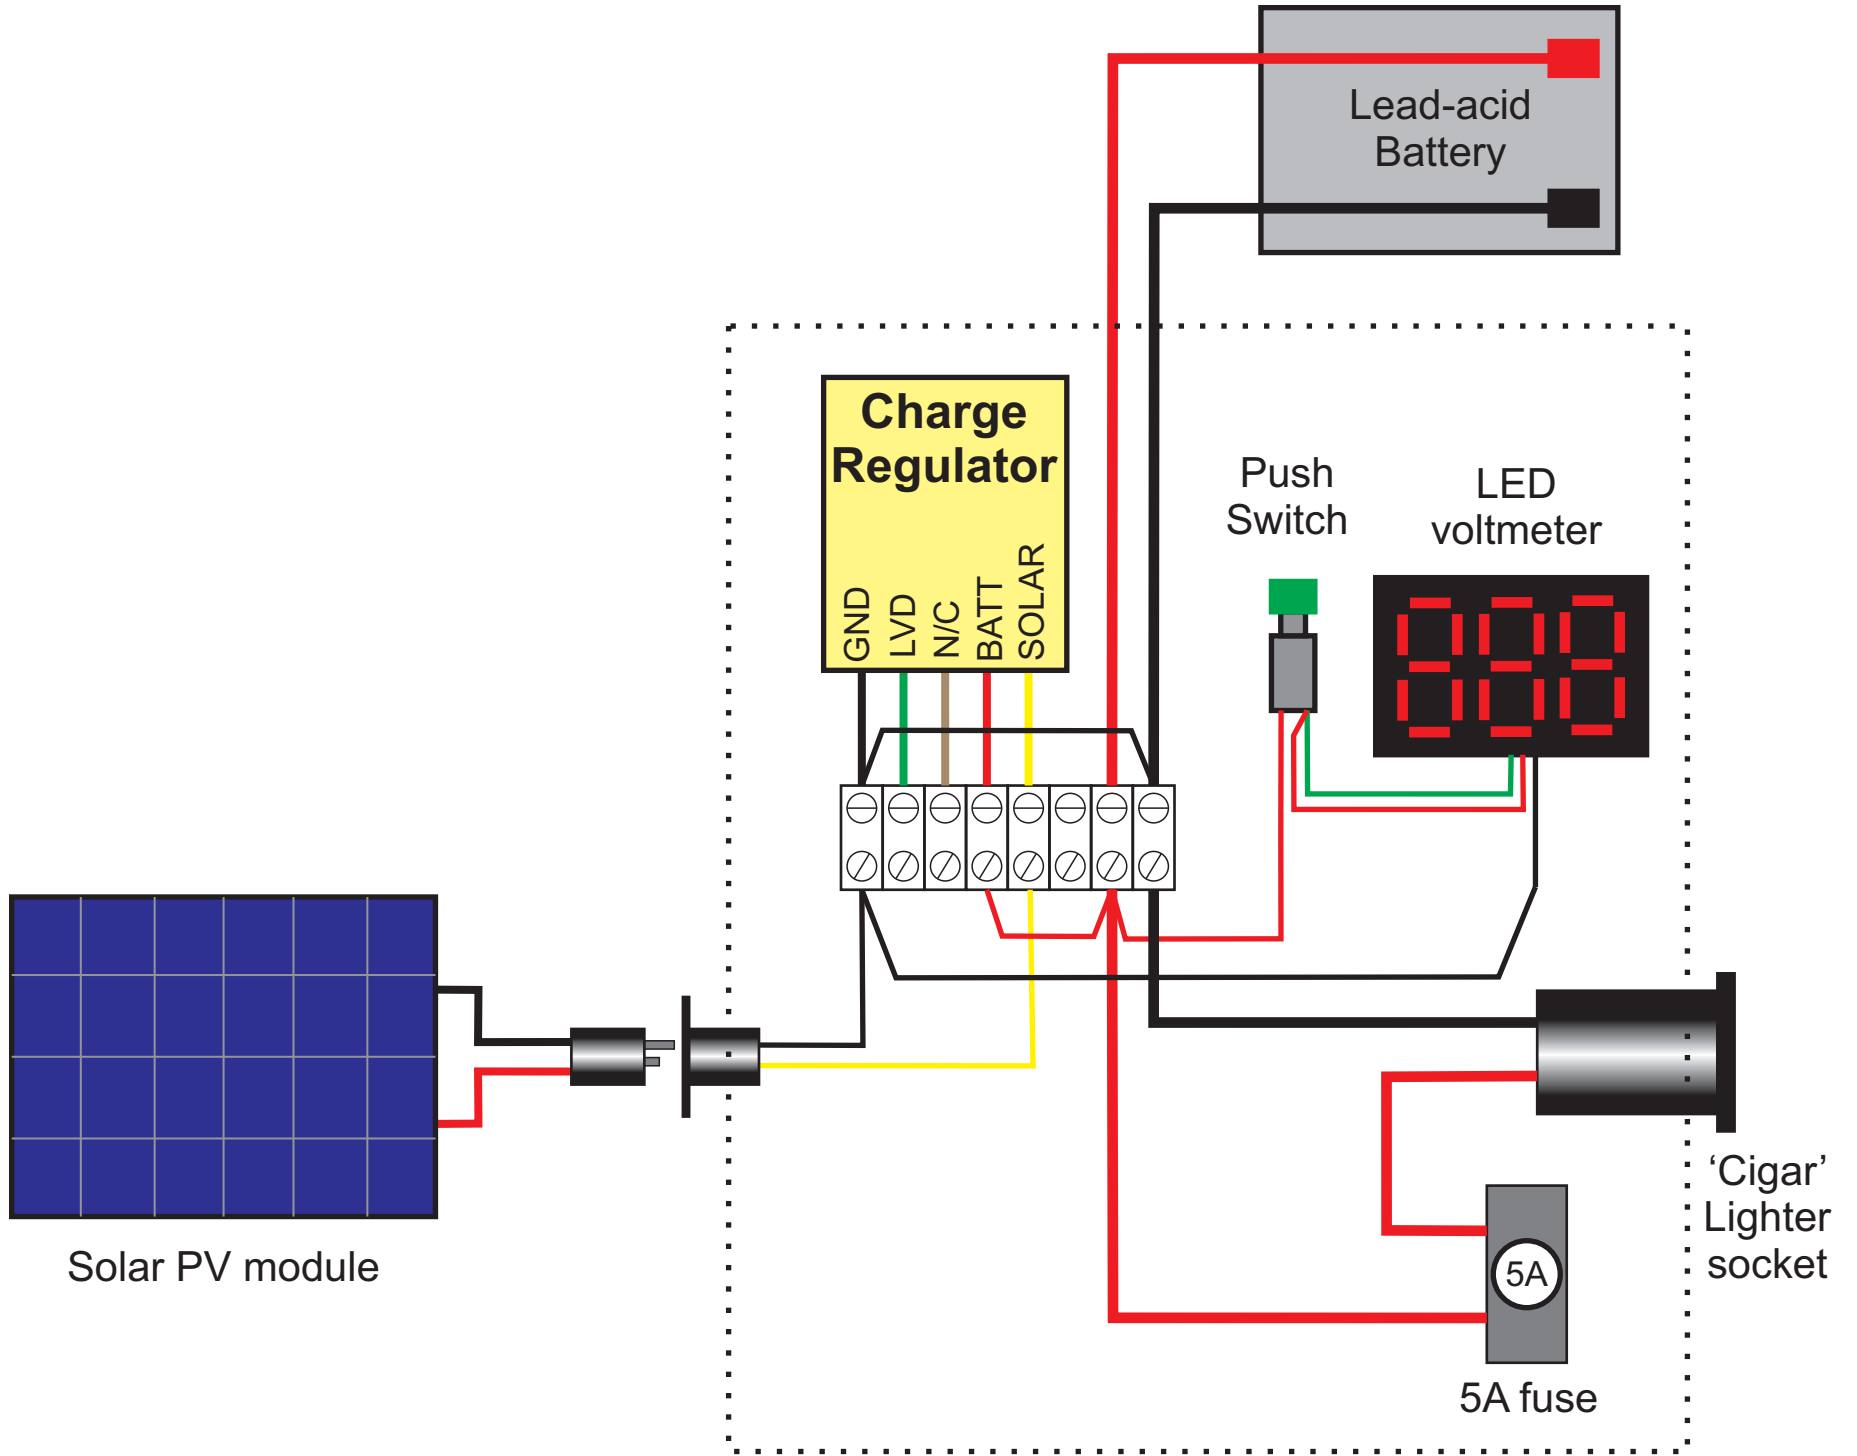 Lead-acid
Battery
Charge
Regulator
GND
LVD
N/C
BATT
SOLAR
Push
Switch
LED
voltmeter
Solar PV module
‘Cigar’
Lighter
socket
5A
5A fuse